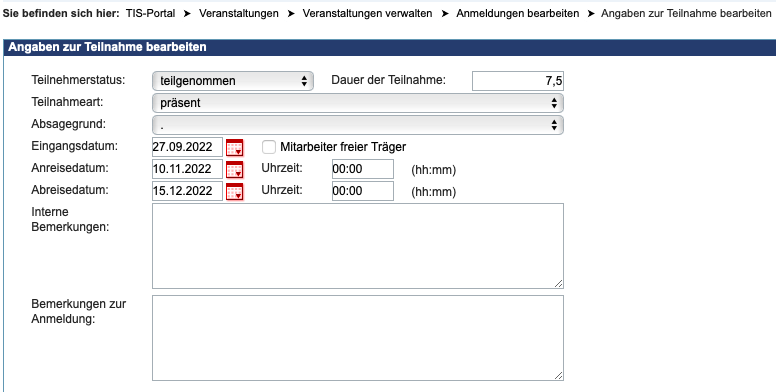 Sie befinden sich hier: TIS-Portal ➤ Veranstaltungen ➤ Veranstaltungen verwalten ➤ Anmeldungen bearbeiten ➤ Angaben zur Teilnahme bearbeiten
Angaben zur Teilnahme bearbeiten
Teilnehmerstatus: teilgenommen Dauer der Teilnahme: 7,5
Teilnahmeart: präsent
Absagegrund: .
Eingangsdatum: 27.09.2022 Mitarbeiter freier Träger
Anreisedatum: 10.11.2022 Uhrzeit: 00:00 (hh:mm)
Abreisedatum: 15.12.2022 Uhrzeit: 00:00 (hh:mm)
Interne
Bemerkungen:
Bemerkungen zur
Anmeldung: